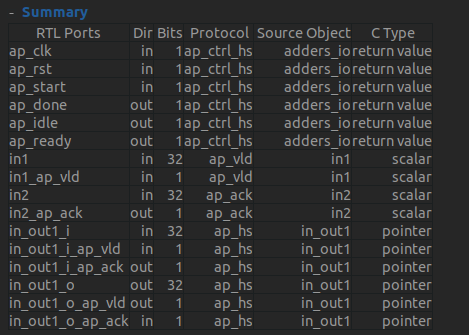 - Summary
RTL Ports Dir Bits Protocol Source Object C Type
ap_clk in 1 ap_ctrl_hs adders_io return value
ap_rst in 1 ap_ctrl_hs adders_io return value
ap_start in 1 ap_ctrl_hs adders_io return value
ap_done out 1 ap_ctrl_hs adders_io return value
ap_idle out 1 ap_ctrl_hs adders_io return value
ap_ready out 1 ap_ctrl_hs adders_io return value
in1 in 32 ap_vld in1 scalar
in1_ap_vld in 1 ap_vld in1 scalar
in2 in 32 ap_ack in2 scalar
in2_ap_ack out 1 ap_ack in2 scalar
in_out1_i in 32 ap_hs in_out1 pointer
in_out1_i_ap_vld in 1 ap_hs in_out1 pointer
in_out1_i_ap_ack out 1 ap_hs in_out1 pointer
in_out1_o out 32 ap_hs in_out1 pointer
in_out1_o_ap_vld out 1 ap_hs in_out1 pointer
in_out1_o_ap_ack in 1 ap_hs in_out1 pointer